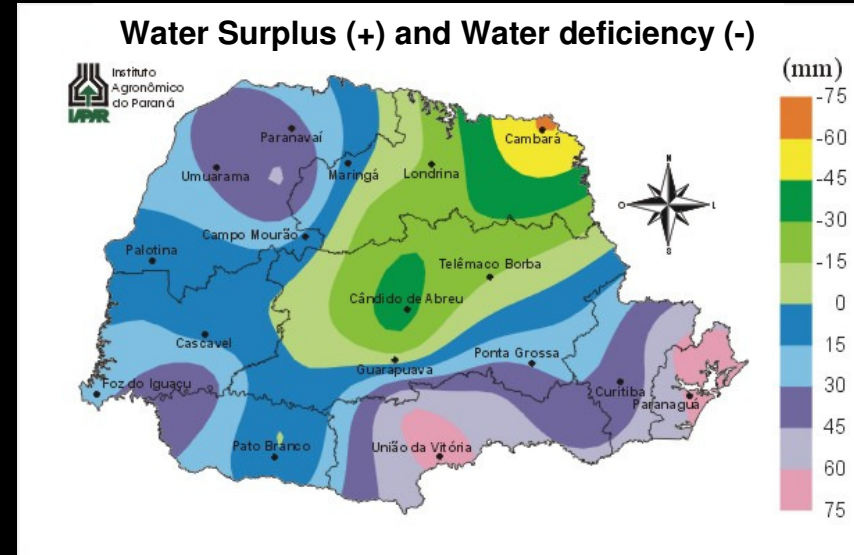 Water Surplus (+) and Water deficiency (-)
Instituto
Agronômico
do Paraná
IAPAR
(mm)
-75
-60
-45
-30
-15
0
15
30
45
60
75
N
O
L
S
Paranavaí
Cambará
Umuarama
Maringá
Londrina
Campo Mourão
Palotina
Telêmaco Borba
Cândido de Abreu
Cascavel
Guarapuava
Ponta Grossa
Foz do Iguaçu
Curitiba
Paranaguá
Pato Branco
União da Vitória